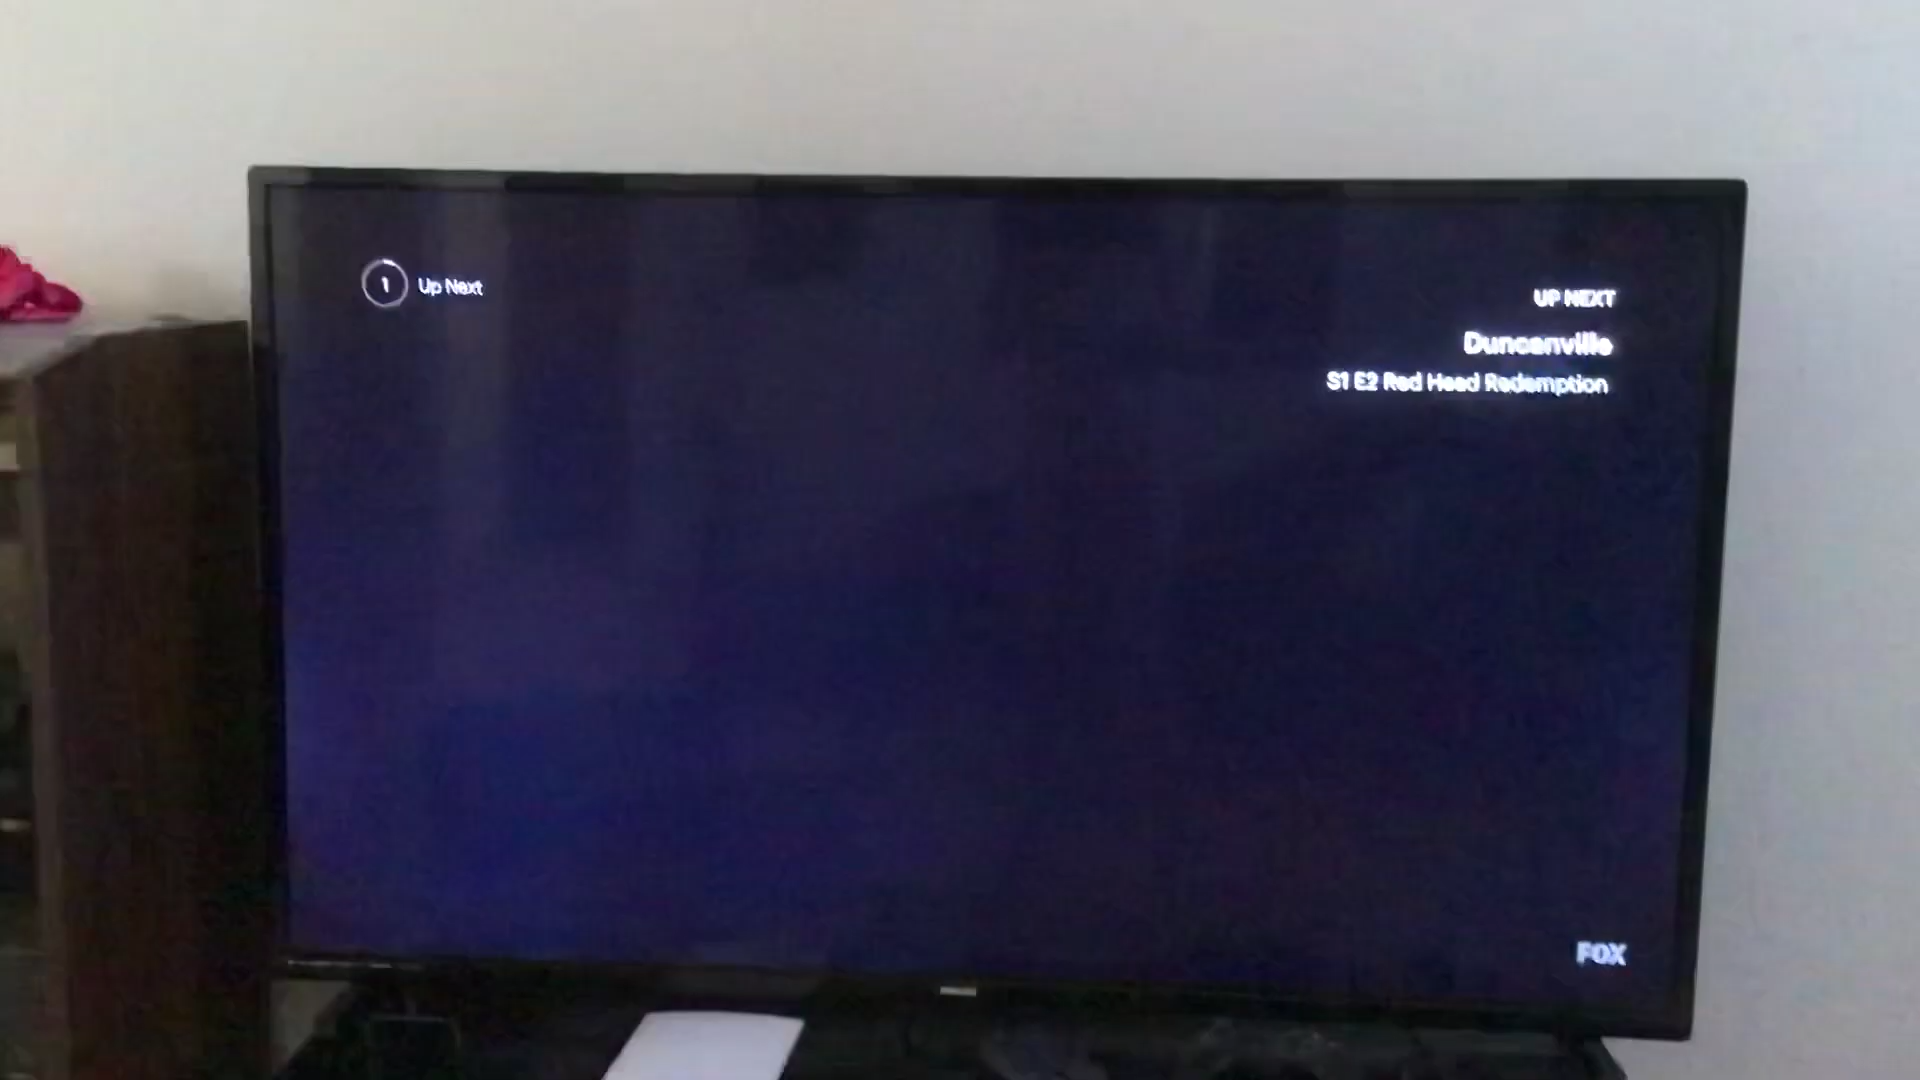 1 Up Next
UP NEXT
Duncanville
S1 E2 Red Head Redemption
FOX